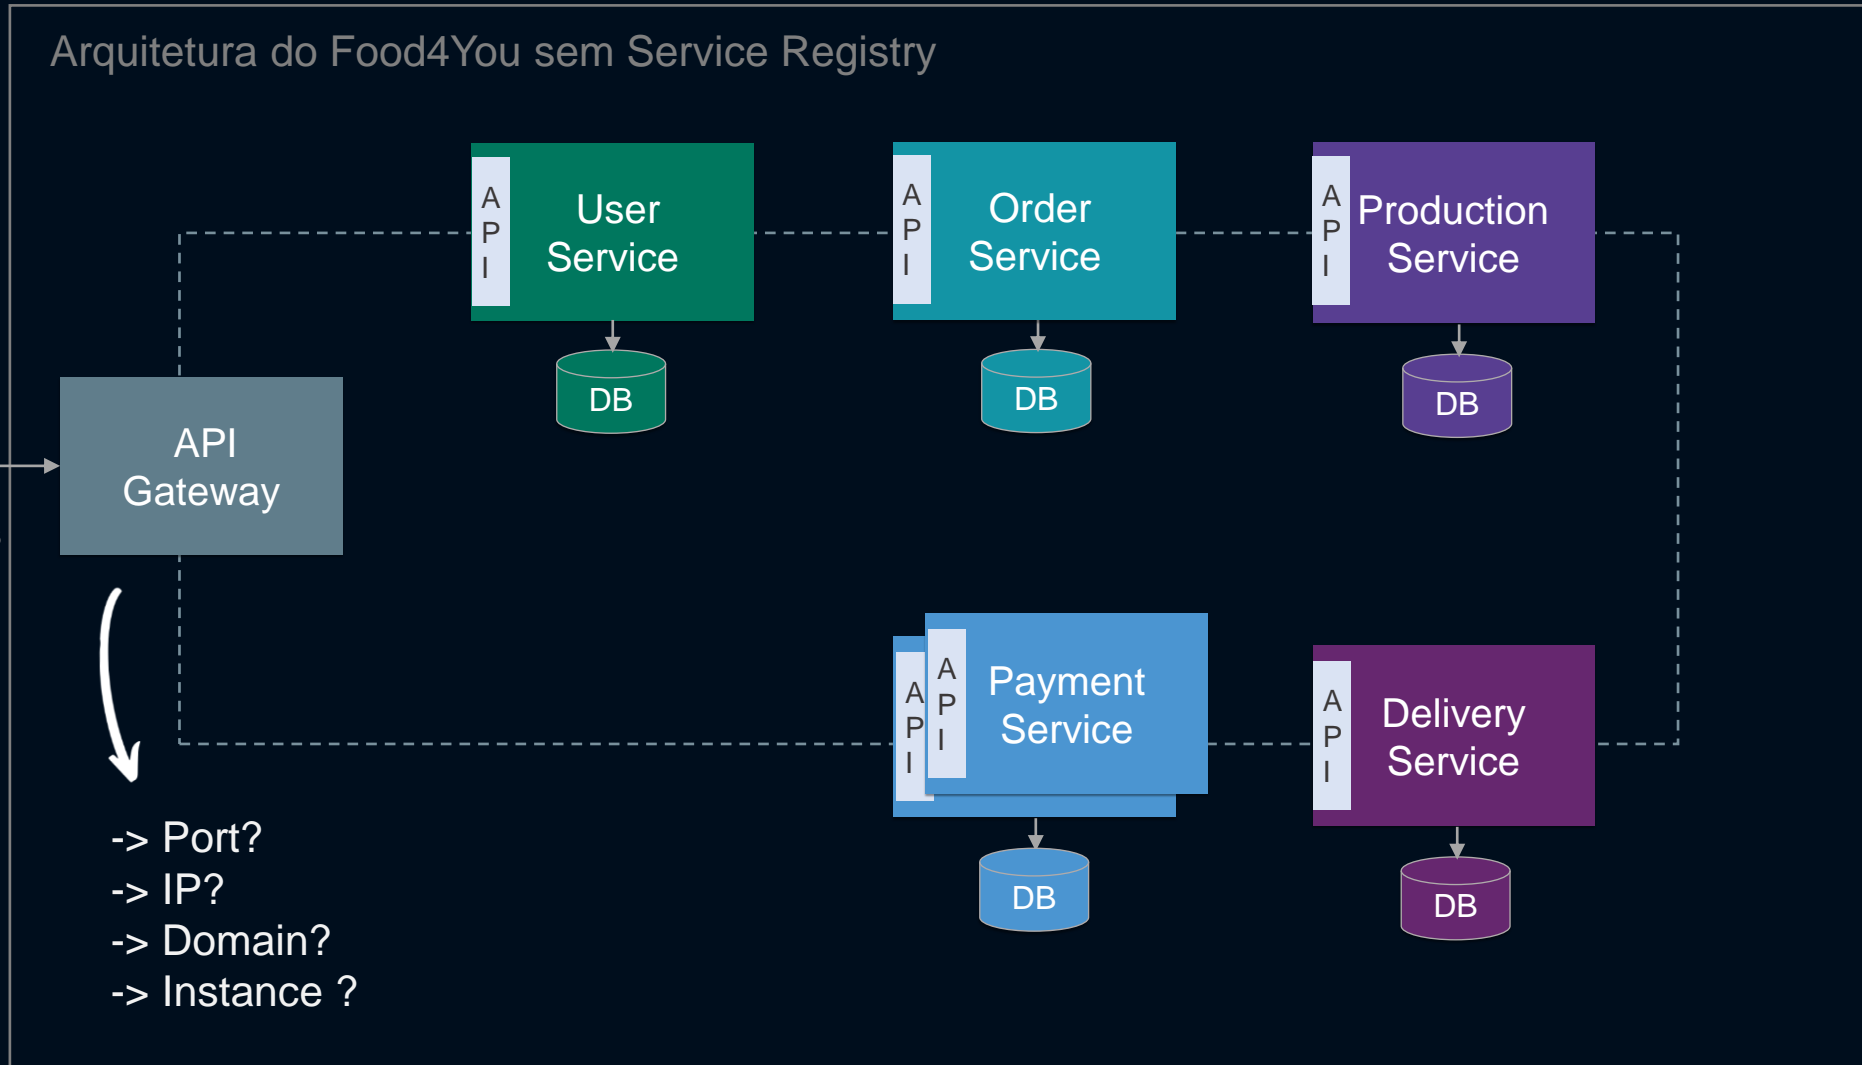 Arquitetura do Food4You sem Service Registry
A
P
I
User
Service
DB
A
P
I
Order
Service
DB
A
P
I
Production
Service
DB
API
Gateway
A
P
I
A
P
I
Payment
Service
DB
A
P
I
Delivery
Service
DB
-> Port?
-> IP?
-> Domain?
-> Instance ?